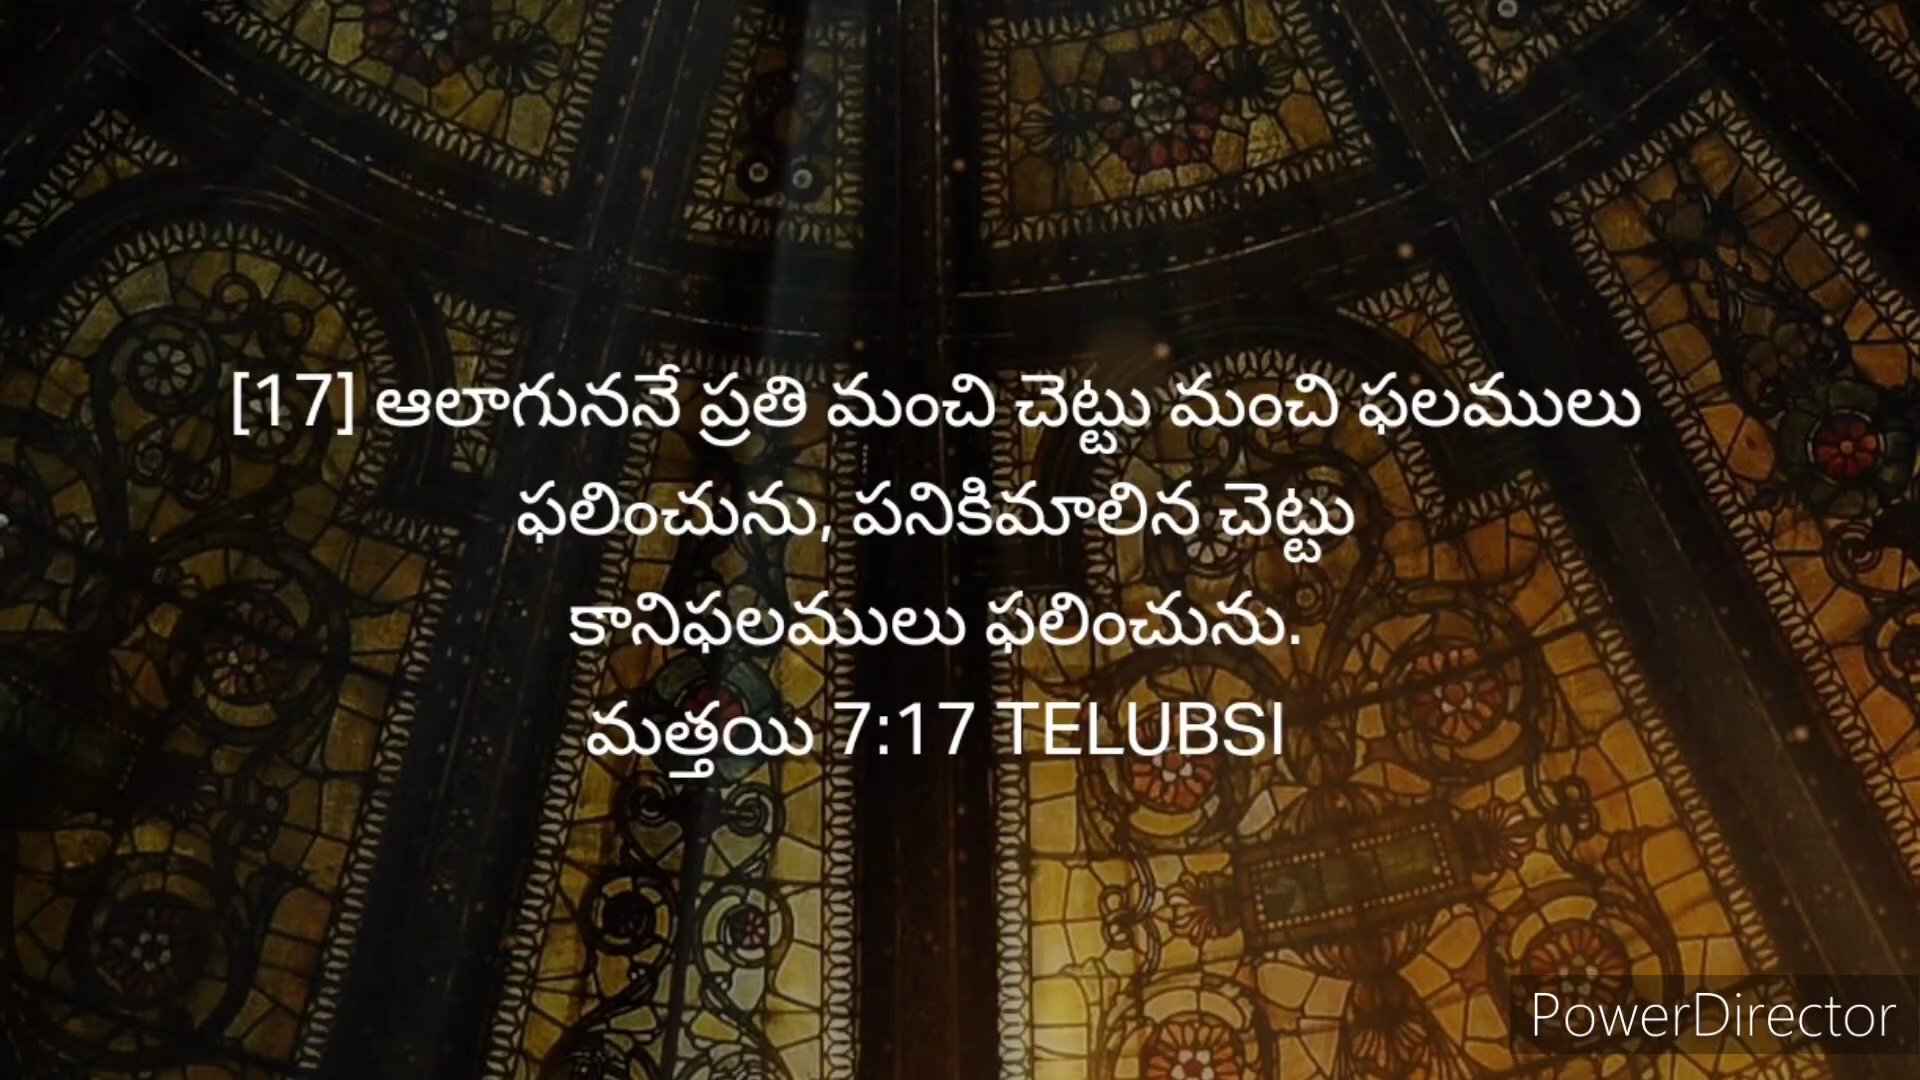 [17] ఆలాగుననే ప్రతి మంచి చెట్టు మంచి ఫలములు
ఫలించును, పనికిమాలిన చెట్టు
కానిఫలములు ఫలించును.
మత్తయి 7:17 TELUBSI
PowerDirector